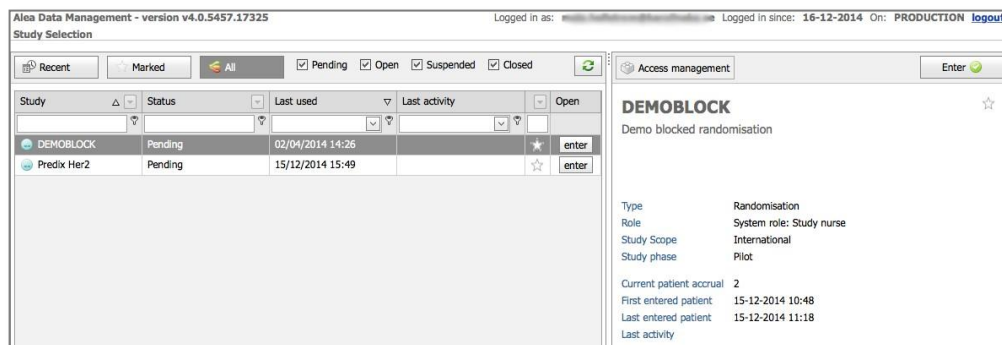 Alea Data Management - version v4.0.5457.17325
Logged in as: Logged in since: 16-12-2014 On: PRODUCTION logout
Study Selection
Recent Marked All Pending Open Suspended Closed
Study Status Last used Last activity Open
DEMOBLOCK Pending 02/04/2014 14:26 enter
Predix Her2 Pending 15/12/2014 15:49 enter
Access management Enter
DEMOBLOCK
Demo blocked randomisation
Type Randomisation
Role System role: Study nurse
Study Scope International
Study phase Pilot
Current patient accrual 2
First entered patient 15-12-2014 10:48
Last entered patient 15-12-2014 11:18
Last activity